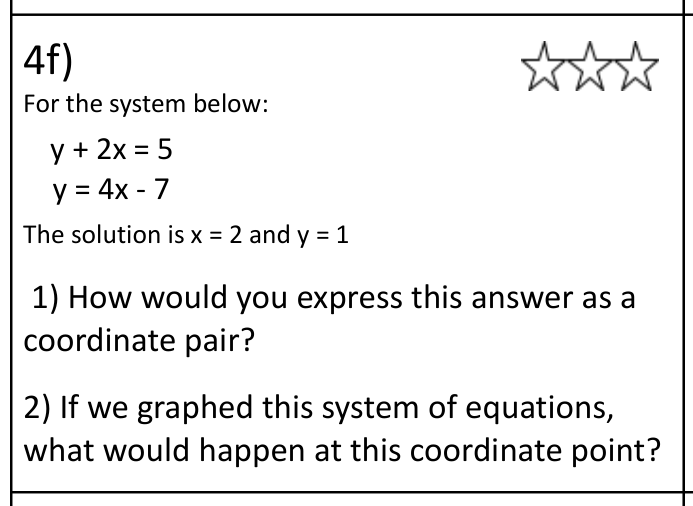 4f)
For the system below:
y + 2x = 5
y = 4x - 7
The solution is x = 2 and y = 1
1) How would you express this answer as a
coordinate pair?
2) If we graphed this system of equations,
what would happen at this coordinate point?